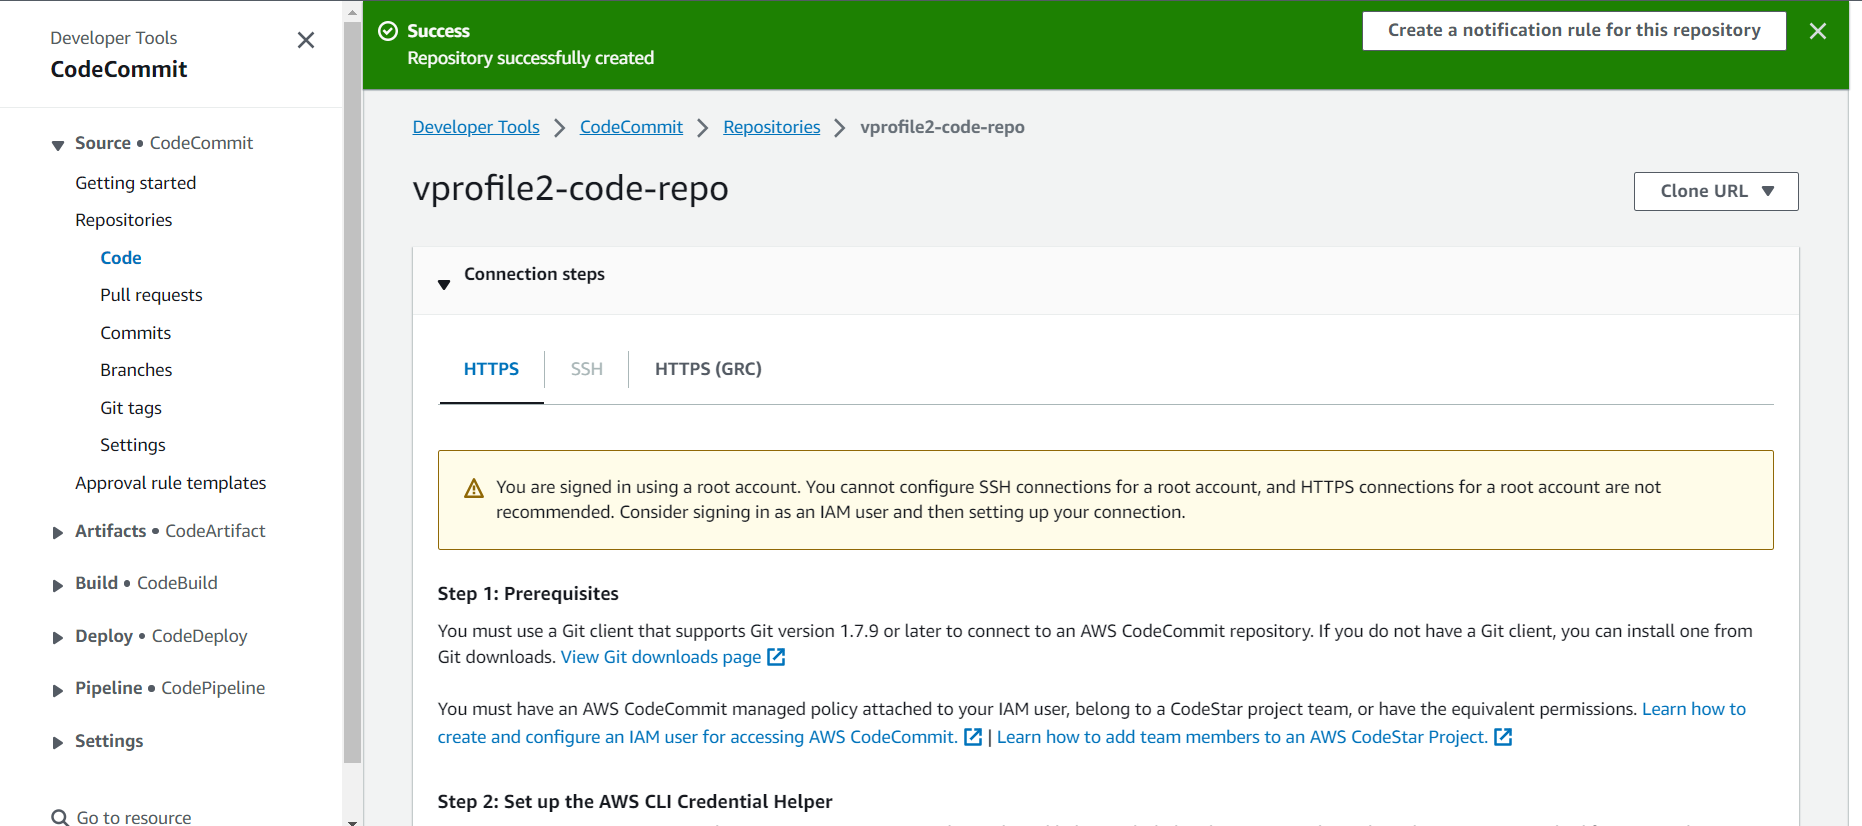 Developer Tools
CodeCommit
Source • CodeCommit
Getting started
Repositories
Code
Pull requests
Commits
Branches
Git tags
Settings
Approval rule templates
Artifacts • CodeArtifact
Build • CodeBuild
Deploy • CodeDeploy
Pipeline • CodePipeline
Settings
Go to resource
Success
Repository successfully created
Create a notification rule for this repository
Developer Tools > CodeCommit > Repositories > vprofile2-code-repo
vprofile2-code-repo
Clone URL
Connection steps
HTTPS SSH HTTPS (GRC)
You are signed in using a root account. You cannot configure SSH connections for a root account, and HTTPS connections for a root account are not
recommended. Consider signing in as an IAM user and then setting up your connection.
Step 1: Prerequisites
You must use a Git client that supports Git version 1.7.9 or later to connect to an AWS CodeCommit repository. If you do not have a Git client, you can install one from
Git downloads. View Git downloads page
You must have an AWS CodeCommit managed policy attached to your IAM user, belong to a CodeStar project team, or have the equivalent permissions. Learn how to
create and configure an IAM user for accessing AWS CodeCommit. | Learn how to add team members to an AWS CodeStar Project.
Step 2: Set up the AWS CLI Credential Helper